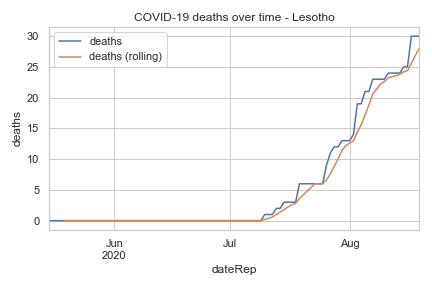 COVID-19 deaths over time - Lesotho
deaths
deaths (rolling)
30
25
20
15
10
5
0
deaths
Jun
2020
Jul
Aug
dateRep